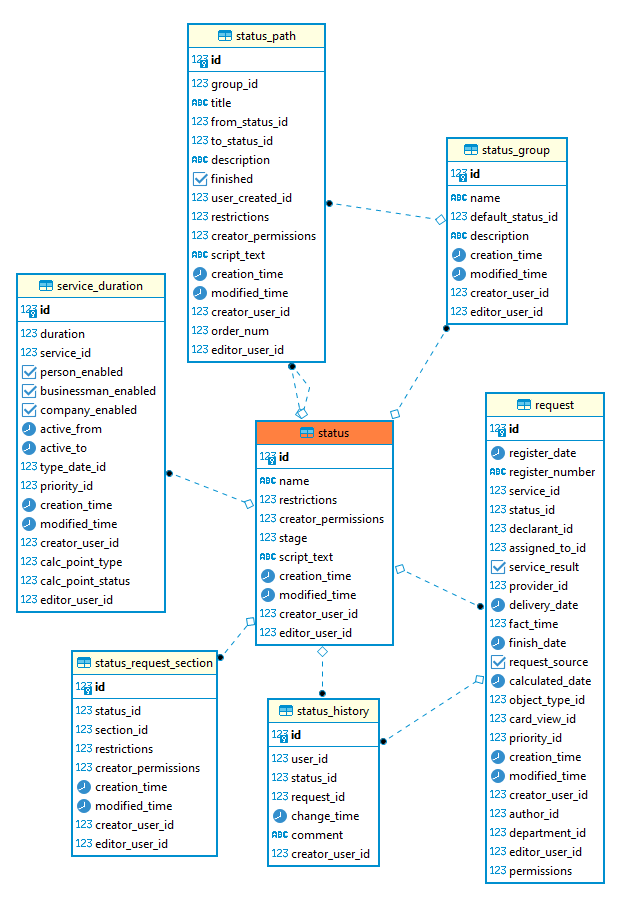 status_path
id
group_id
title
from_status_id
to_status_id
description
finished
user_created_id
restrictions
creator_permissions
script_text
creation_time
modified_time
creator_user_id
order_num
editor_user_id
status_group
id
name
default_status_id
description
creation_time
modified_time
creator_user_id
editor_user_id
service_duration
id
duration
service_id
person_enabled
businessman_enabled
company_enabled
active_from
active_to
type_date_id
priority_id
creation_time
modified_time
creator_user_id
calc_point_type
calc_point_status
editor_user_id
status
id
name
restrictions
creator_permissions
stage
script_text
creation_time
modified_time
creator_user_id
editor_user_id
request
id
register_date
register_number
service_id
status_id
declarant_id
assigned_to_id
service_result
provider_id
delivery_date
fact_time
finish_date
request_source
calculated_date
object_type_id
card_view_id
priority_id
creation_time
modified_time
creator_user_id
author_id
department_id
editor_user_id
permissions
status_request_section
id
status_id
section_id
restrictions
creator_permissions
creation_time
modified_time
creator_user_id
editor_user_id
status_history
id
user_id
status_id
request_id
change_time
comment
creator_user_id